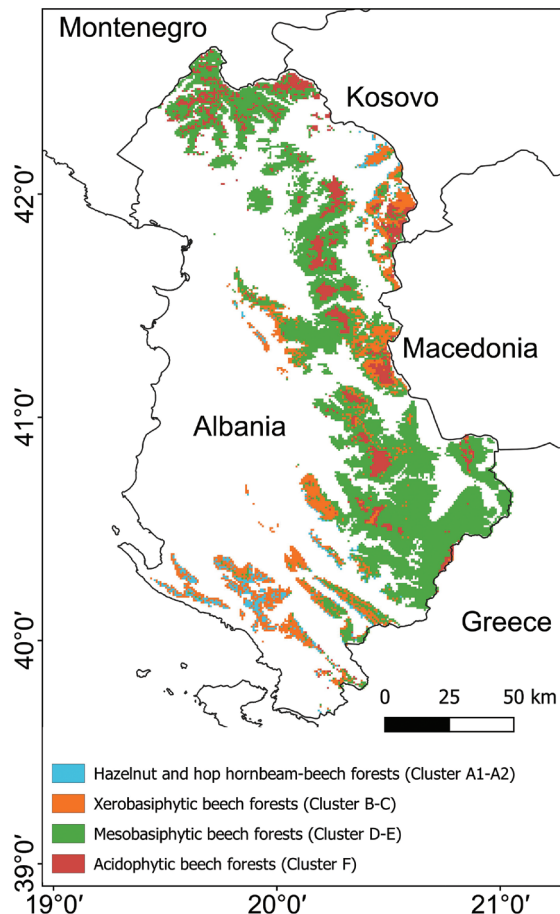 Montenegro
Kosovo
42°0′
Macedonia
41°0′
Albania
40°0′
Greece
0 25 50 km
Hazelnut and hop hornbeam-beech forests (Cluster A1-A2)
Xerobasiphytic beech forests (Cluster B-C)
Mesobasiphytic beech forests (Cluster D-E)
Acidophytic beech forests (Cluster F)
39°0′
19°0′ 20°0′ 21°0′